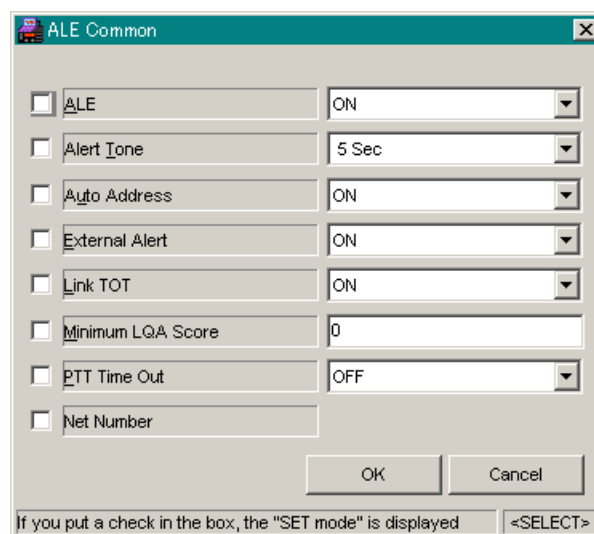 ALE Common
ALE ON
Alert Tone 5 Sec
Auto Address ON
External Alert ON
Link TOT ON
Minimum LQA Score 0
PTT Time Out OFF
Net Number
OK Cancel
If you put a check in the box, the "SET mode" is displayed <SELECT>